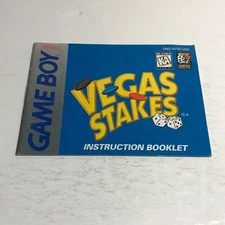 GAME BOY
K-A
VEGAS
STAKES
INSTRUCTION BOOKLET